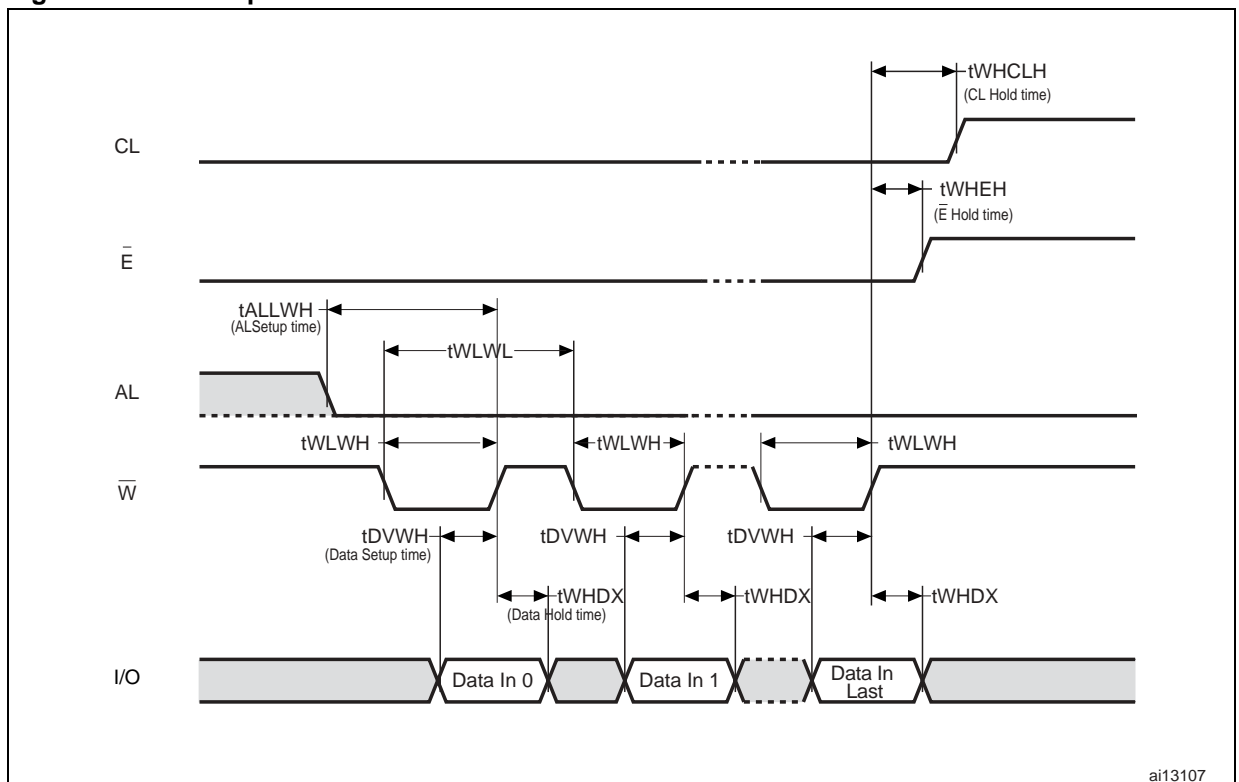 tWHCLH
(CL Hold time)
CL
tWHEH
(E̅ Hold time)
E̅
tALLWH
(ALSetup time)
tWLWL
AL
tWLWH
tWLWH
tWLWH
W̅
tDVWH
(Data Setup time)
tDVWH
tDVWH
tWHDX
(Data Hold time)
tWHDX
tWHDX
I/O
Data In 0
Data In 1
Data In
Last
ai13107